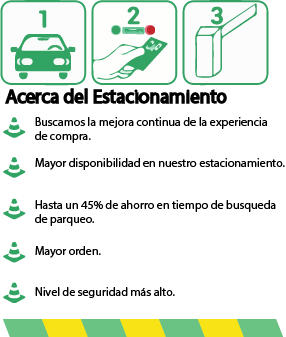 1 2 3
Acerca del Estacionamiento
Buscamos la mejora continua de la experiencia
de compra.
Mayor disponibilidad en nuestro estacionamiento.
Hasta un 45% de ahorro en tiempo de busqueda
de parqueo.
Mayor orden.
Nivel de seguridad más alto.